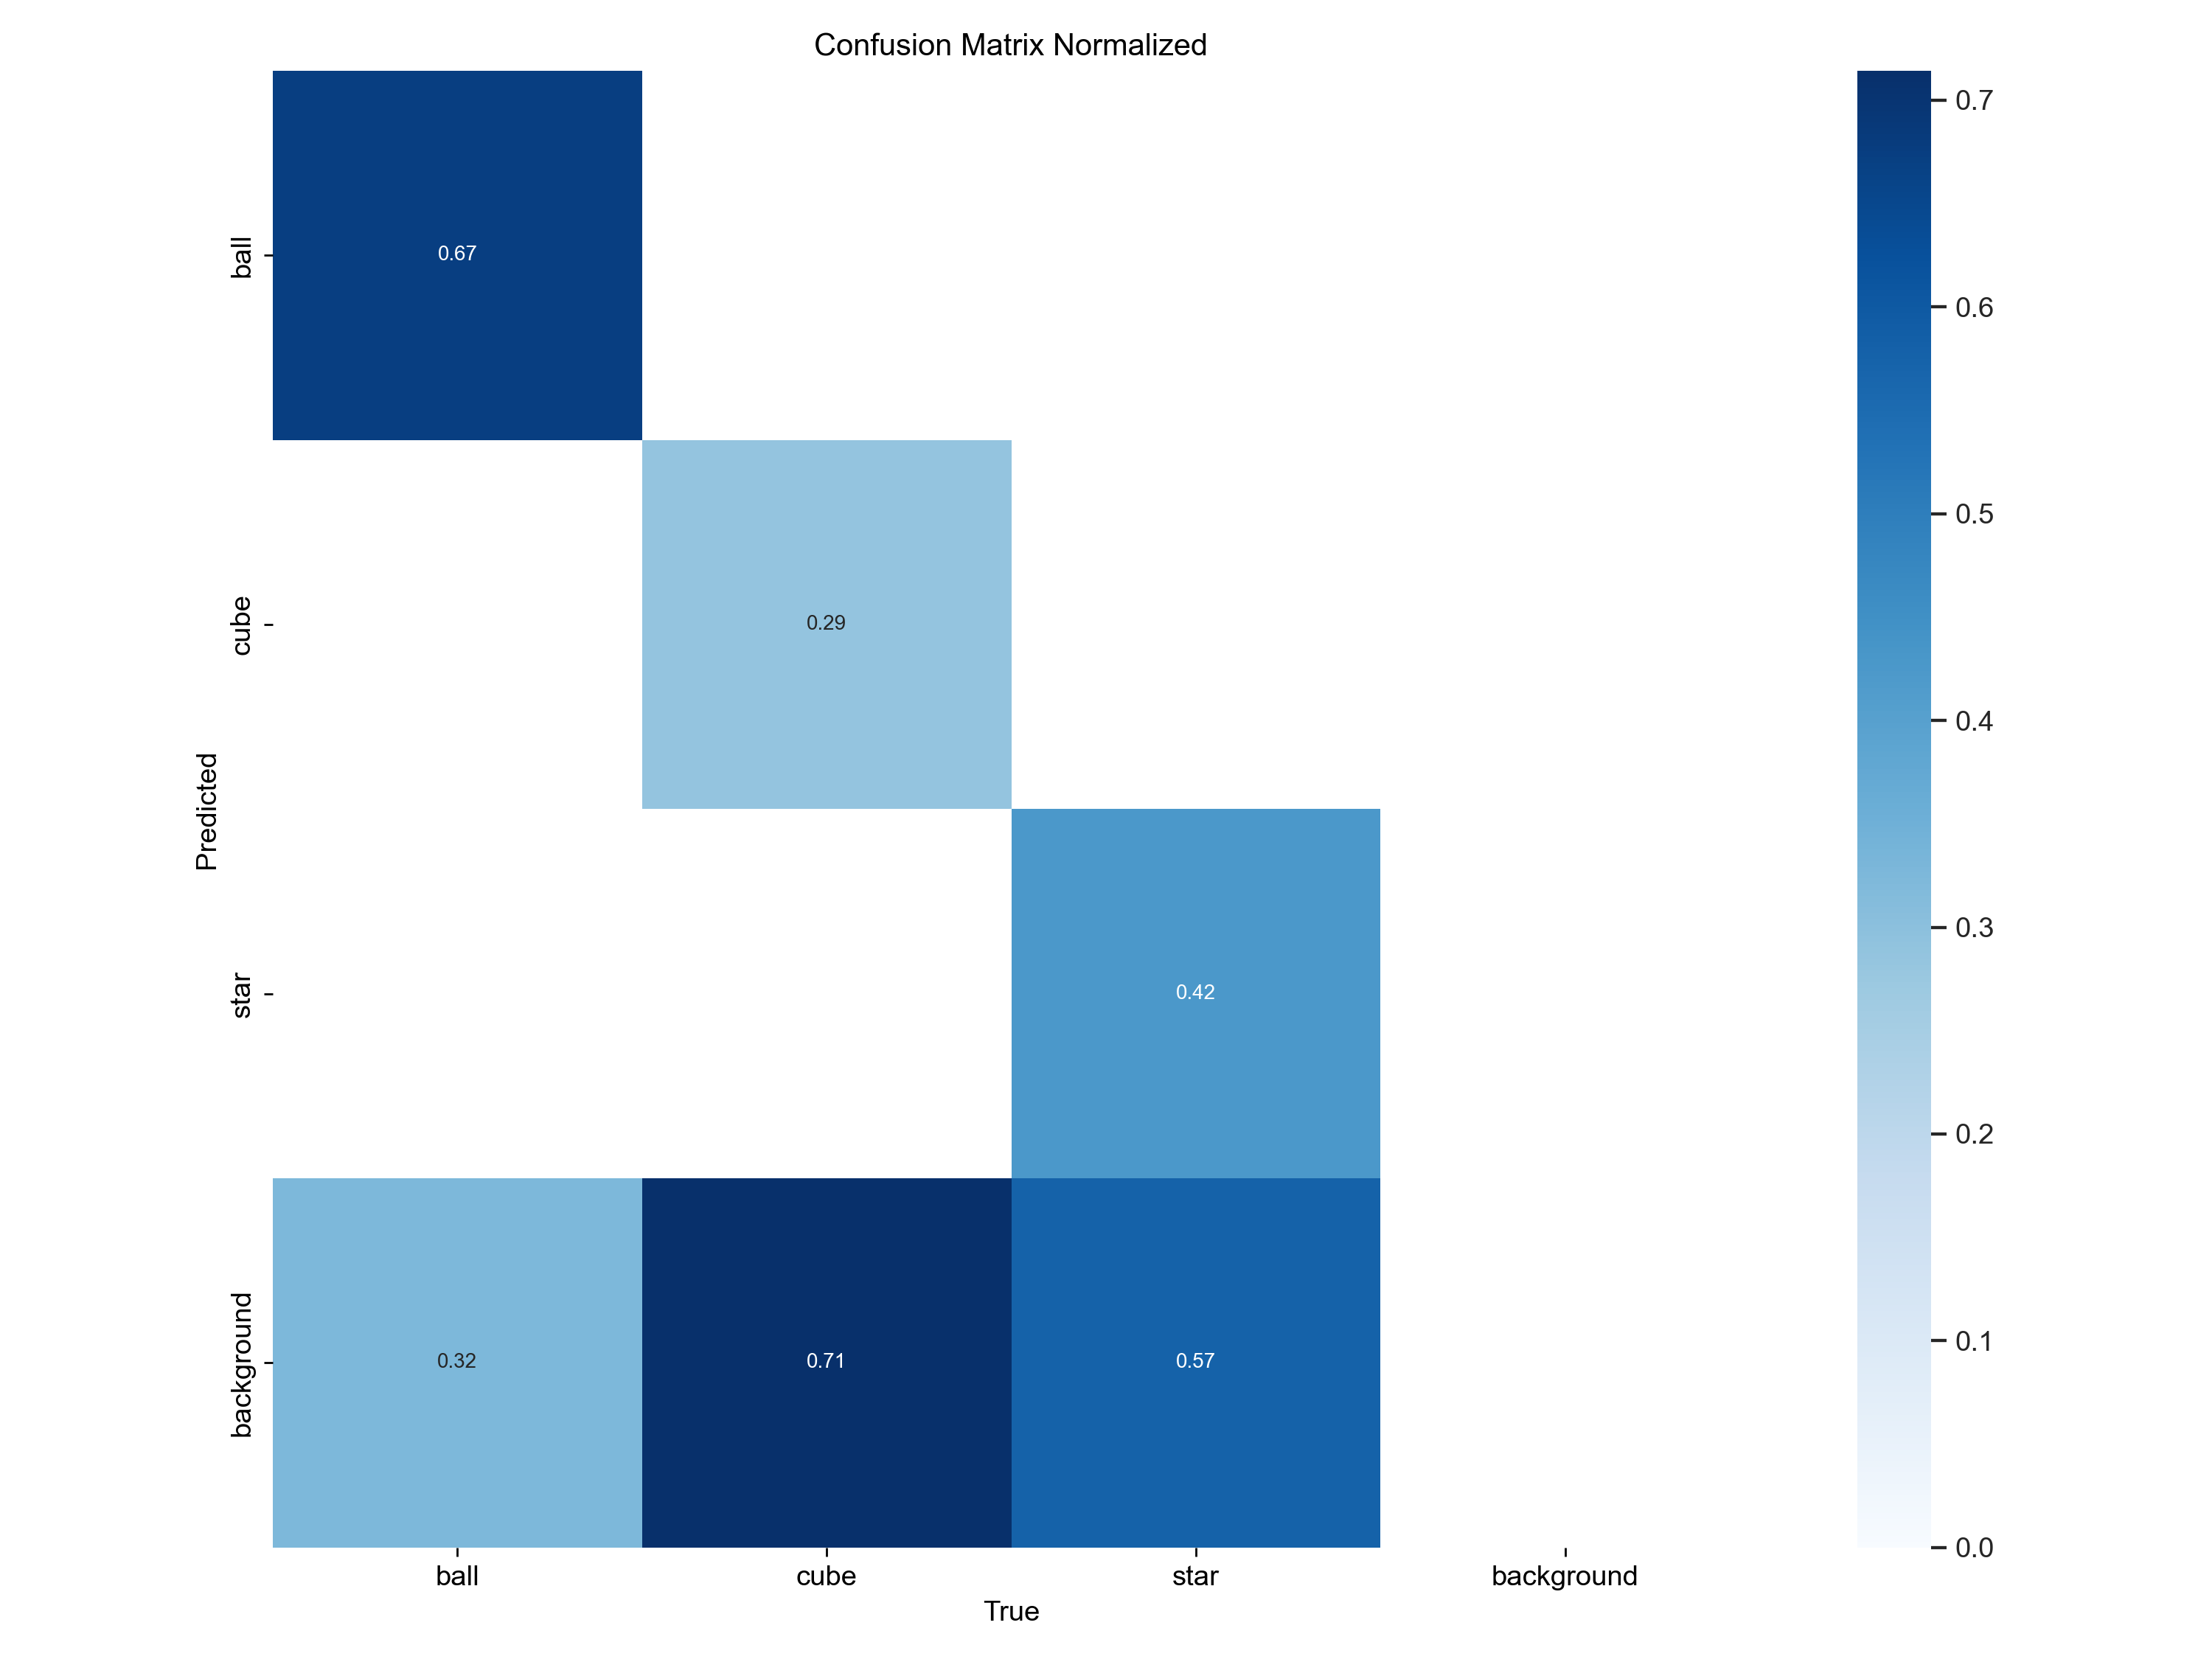 Confusion Matrix Normalized
ball
0.67
cube
0.29
star
0.42
background
0.32 0.71 0.57
ball cube star background
True
Predicted
0.7
0.6
0.5
0.4
0.3
0.2
0.1
0.0